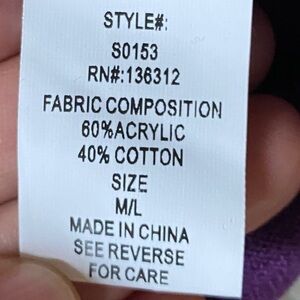 STYLE#:
S0153
RN#:136312
FABRIC COMPOSITION
60%ACRYLIC
40% COTTON
SIZE
M/L
MADE IN CHINA
SEE REVERSE
FOR CARE